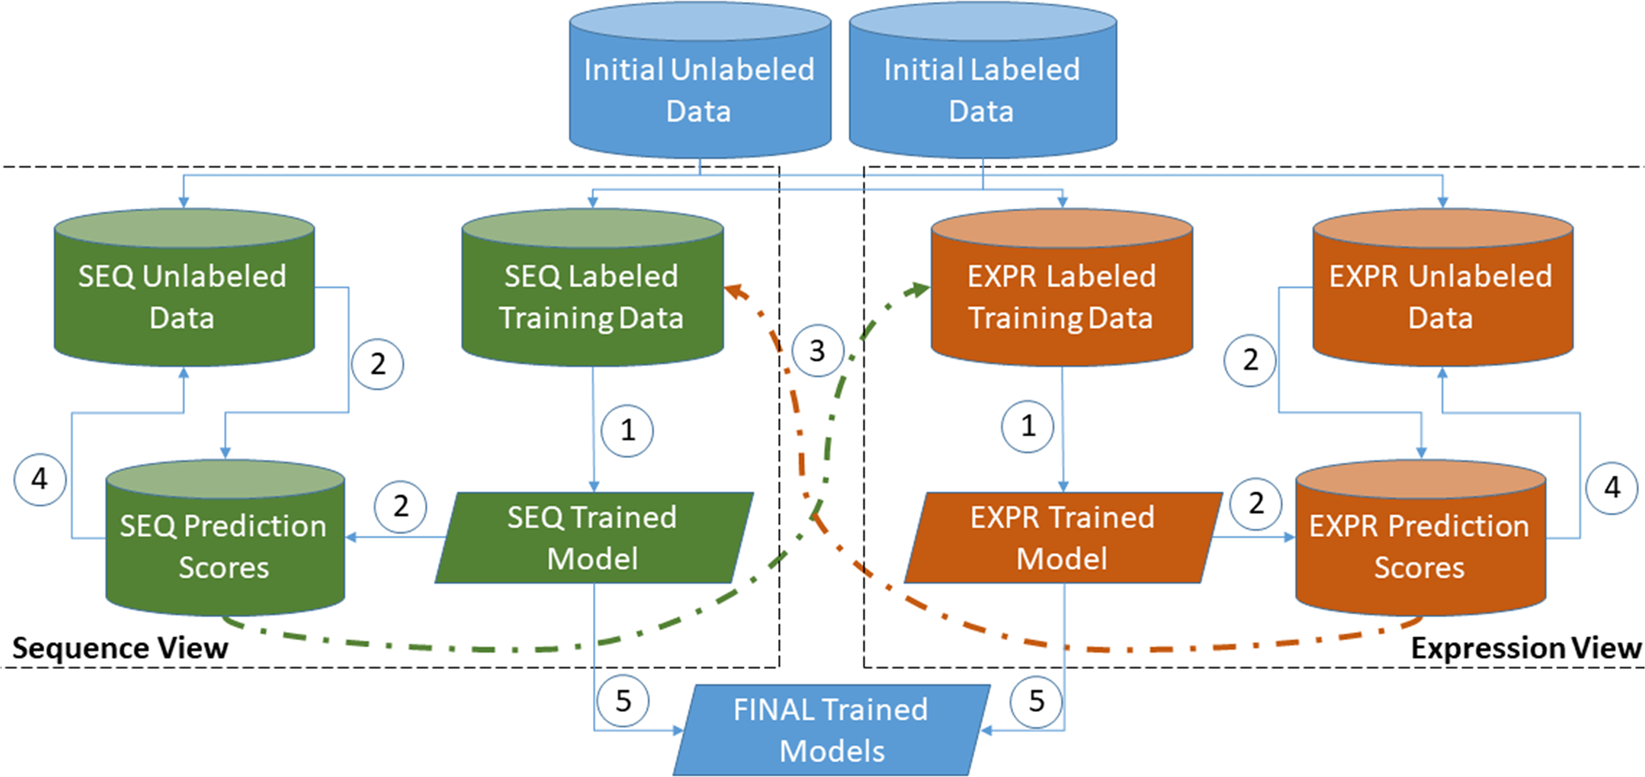 Initial Unlabeled
Data
Initial Labeled
Data
SEQ Unlabeled
Data
SEQ Labeled
Training Data
EXPR Labeled
Training Data
EXPR Unlabeled
Data
2
3
2
1
1
4
4
SEQ Prediction
Scores
2
SEQ Trained
Model
EXPR Trained
Model
2
EXPR Prediction
Scores
Sequence View
Expression View
5
5
FINAL Trained
Models